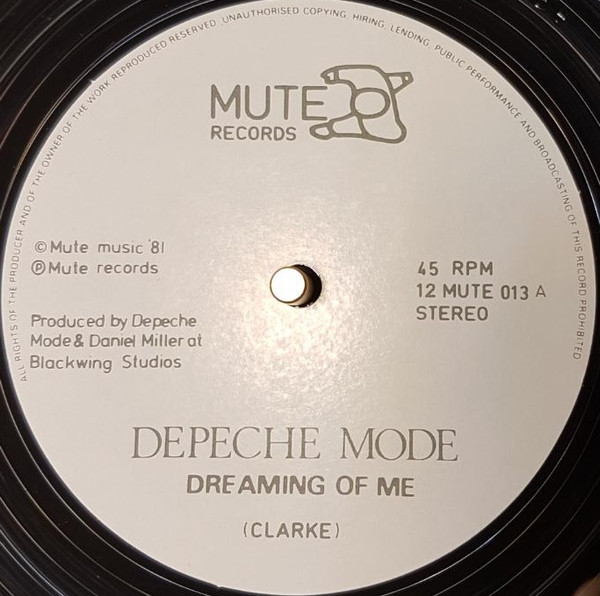 ALL RIGHTS OF THE PRODUCER AND OF THE OWNER OF THE WORK REPRODUCED RESERVED. UNAUTHORISED COPYING, HIRING, LENDING, PUBLIC PERFORMANCE AND BROADCASTING OF THIS RECORD PROHIBITED
MUTE
RECORDS
©Mute music '81
℗Mute records
45 RPM
12 MUTE 013 A
STEREO
Produced by Depeche
Mode & Daniel Miller at
Blackwing Studios
DEPECHE MODE
DREAMING OF ME
(CLARKE)